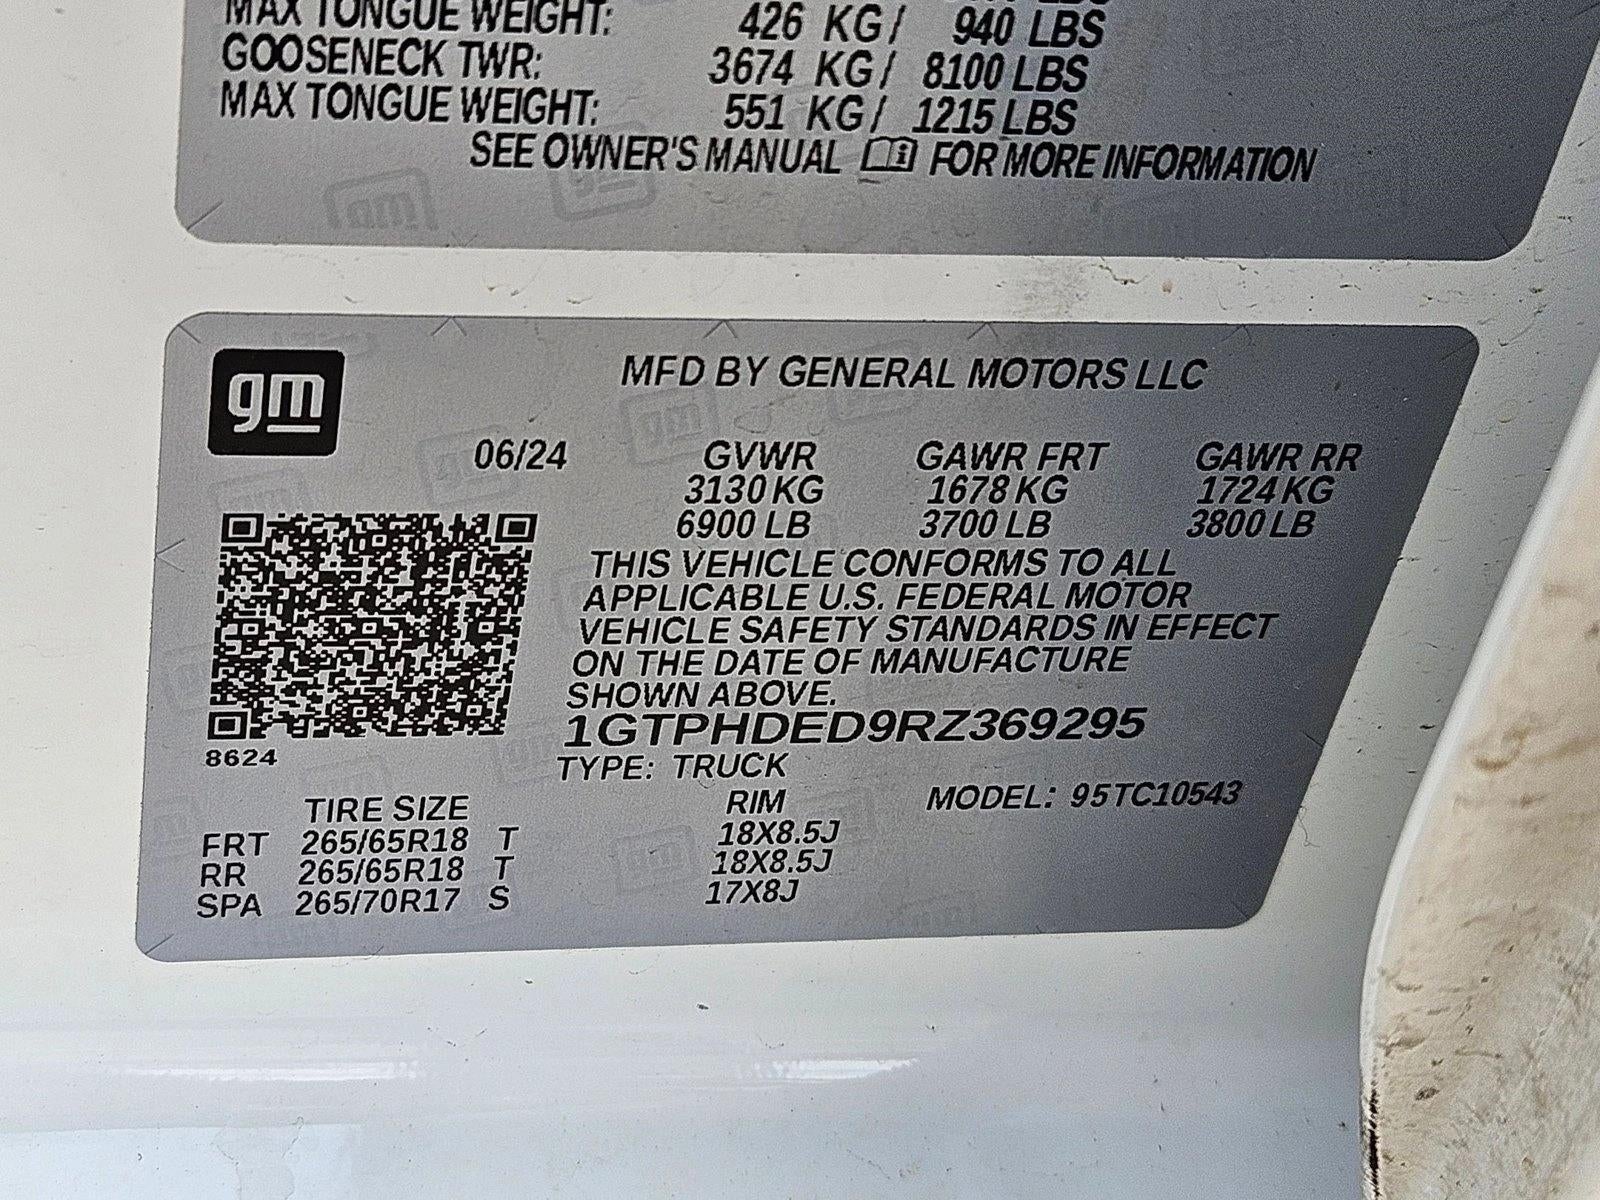 MAX TONGUE WEIGHT: 426 KG / 940 LBS
GOOSENECK TWR: 3674 KG / 8100 LBS
MAX TONGUE WEIGHT: 551 KG / 1215 LBS
SEE OWNER'S MANUAL FOR MORE INFORMATION
gm
MFD BY GENERAL MOTORS LLC
06/24 GVWR GAWR FRT GAWR RR
3130 KG 1678 KG 1724 KG
6900 LB 3700 LB 3800 LB
THIS VEHICLE CONFORMS TO ALL
APPLICABLE U.S. FEDERAL MOTOR
VEHICLE SAFETY STANDARDS IN EFFECT
ON THE DATE OF MANUFACTURE
SHOWN ABOVE.
1GTPHDED9RZ369295
8624
TYPE: TRUCK
TIRE SIZE RIM MODEL: 95TC10543
FRT 265/65R18 T 18X8.5J
RR 265/65R18 T 18X8.5J
SPA 265/70R17 S 17X8J